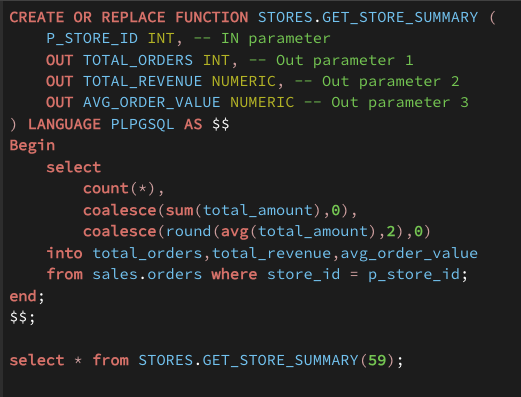 CREATE OR REPLACE FUNCTION STORES.GET_STORE_SUMMARY (
    P_STORE_ID INT, -- IN parameter
    OUT TOTAL_ORDERS INT, -- Out parameter 1
    OUT TOTAL_REVENUE NUMERIC, -- Out parameter 2
    OUT AVG_ORDER_VALUE NUMERIC -- Out parameter 3
) LANGUAGE PLPGSQL AS $$
Begin
    select
        count(*),
        coalesce(sum(total_amount),0),
        coalesce(round(avg(total_amount),2),0)
    into total_orders,total_revenue,avg_order_value
    from sales.orders where store_id = p_store_id;
end;
$$;

select * from STORES.GET_STORE_SUMMARY(59);